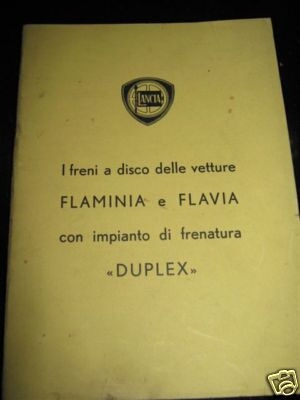 LANCIA
I freni a disco delle vetture
FLAMINIA e FLAVIA
con impianto di frenatura
«DUPLEX»